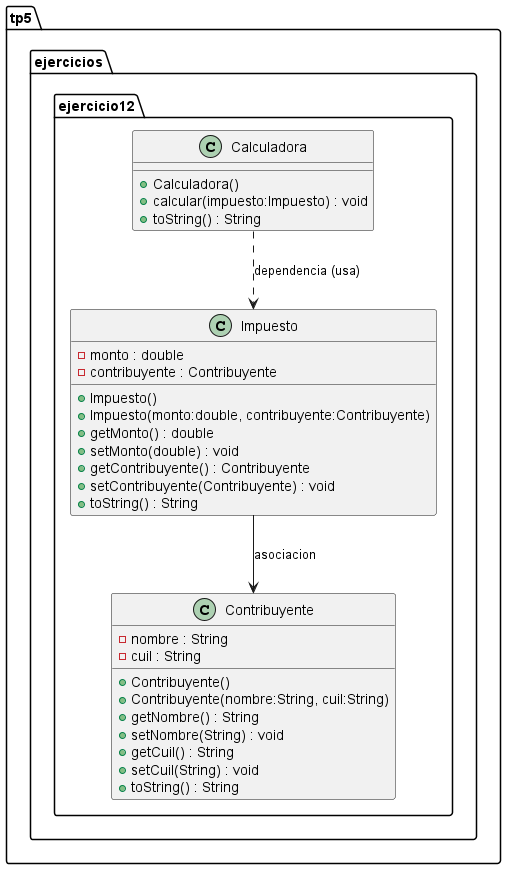 tp5
ejercicios
ejercicio12
C Calculadora
Calculadora()
calcular(impuesto:Impuesto) : void
toString() : String
dependencia (usa)
C Impuesto
monto : double
contribuyente : Contribuyente
Impuesto()
Impuesto(monto:double, contribuyente:Contribuyente)
getMonto() : double
setMonto(double) : void
getContribuyente() : Contribuyente
setContribuyente(Contribuyente) : void
toString() : String
asociacion
C Contribuyente
nombre : String
cuil : String
Contribuyente()
Contribuyente(nombre:String, cuil:String)
getNombre() : String
setNombre(String) : void
getCuil() : String
setCuil(String) : void
toString() : String